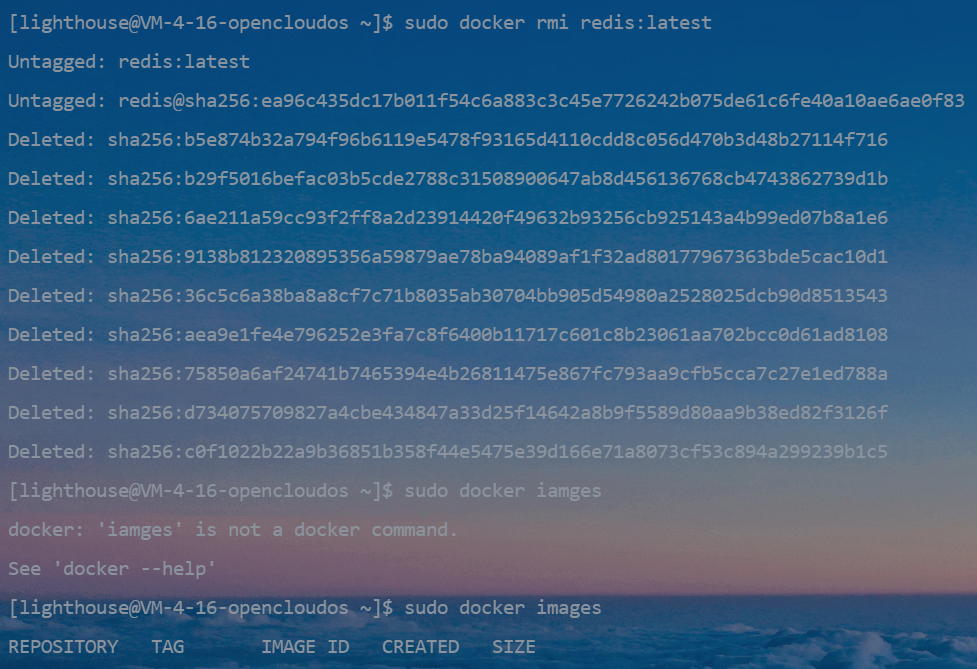 [lighthouse@VM-4-16-opencloudos ~]$ sudo docker rmi redis:latest
Untagged: redis:latest
Untagged: redis@sha256:ea96c435dc17b011f54c6a883c3c45e7726242b075de61c6fe40a10ae6ae0f83
Deleted: sha256:b5e874b32a794f96b6119e5478f93165d4110cdd8c056d470b3d48b27114f716
Deleted: sha256:b29f5016befac03b5cde2788c31508900647ab8d456136768cb4743862739d1b
Deleted: sha256:6ae211a59cc93f2ff8a2d23914420f49632b93256cb925143a4b99ed07b8a1e6
Deleted: sha256:9138b812320895356a59879ae78ba94089af1f32ad80177967363bde5cac10d1
Deleted: sha256:36c5c6a38ba8a8cf7c71b8035ab30704bb905d54980a2528025dcb90d8513543
Deleted: sha256:aea9e1fe4e796252e3fa7c8f6400b11717c601c8b23061aa702bcc0d61ad8108
Deleted: sha256:75850a6af24741b7465394e4b26811475e867fc793aa9cfb5cca7c27e1ed788a
Deleted: sha256:d734075709827a4cbe434847a33d25f14642a8b9f5589d80aa9b38ed82f3126f
Deleted: sha256:c0f1022b22a9b36851b358f44e5475e39d166e71a8073cf53c894a299239b1c5
[lighthouse@VM-4-16-opencloudos ~]$ sudo docker iamges
docker: 'iamges' is not a docker command.
See 'docker --help'
[lighthouse@VM-4-16-opencloudos ~]$ sudo docker images
REPOSITORY   TAG       IMAGE ID   CREATED   SIZE